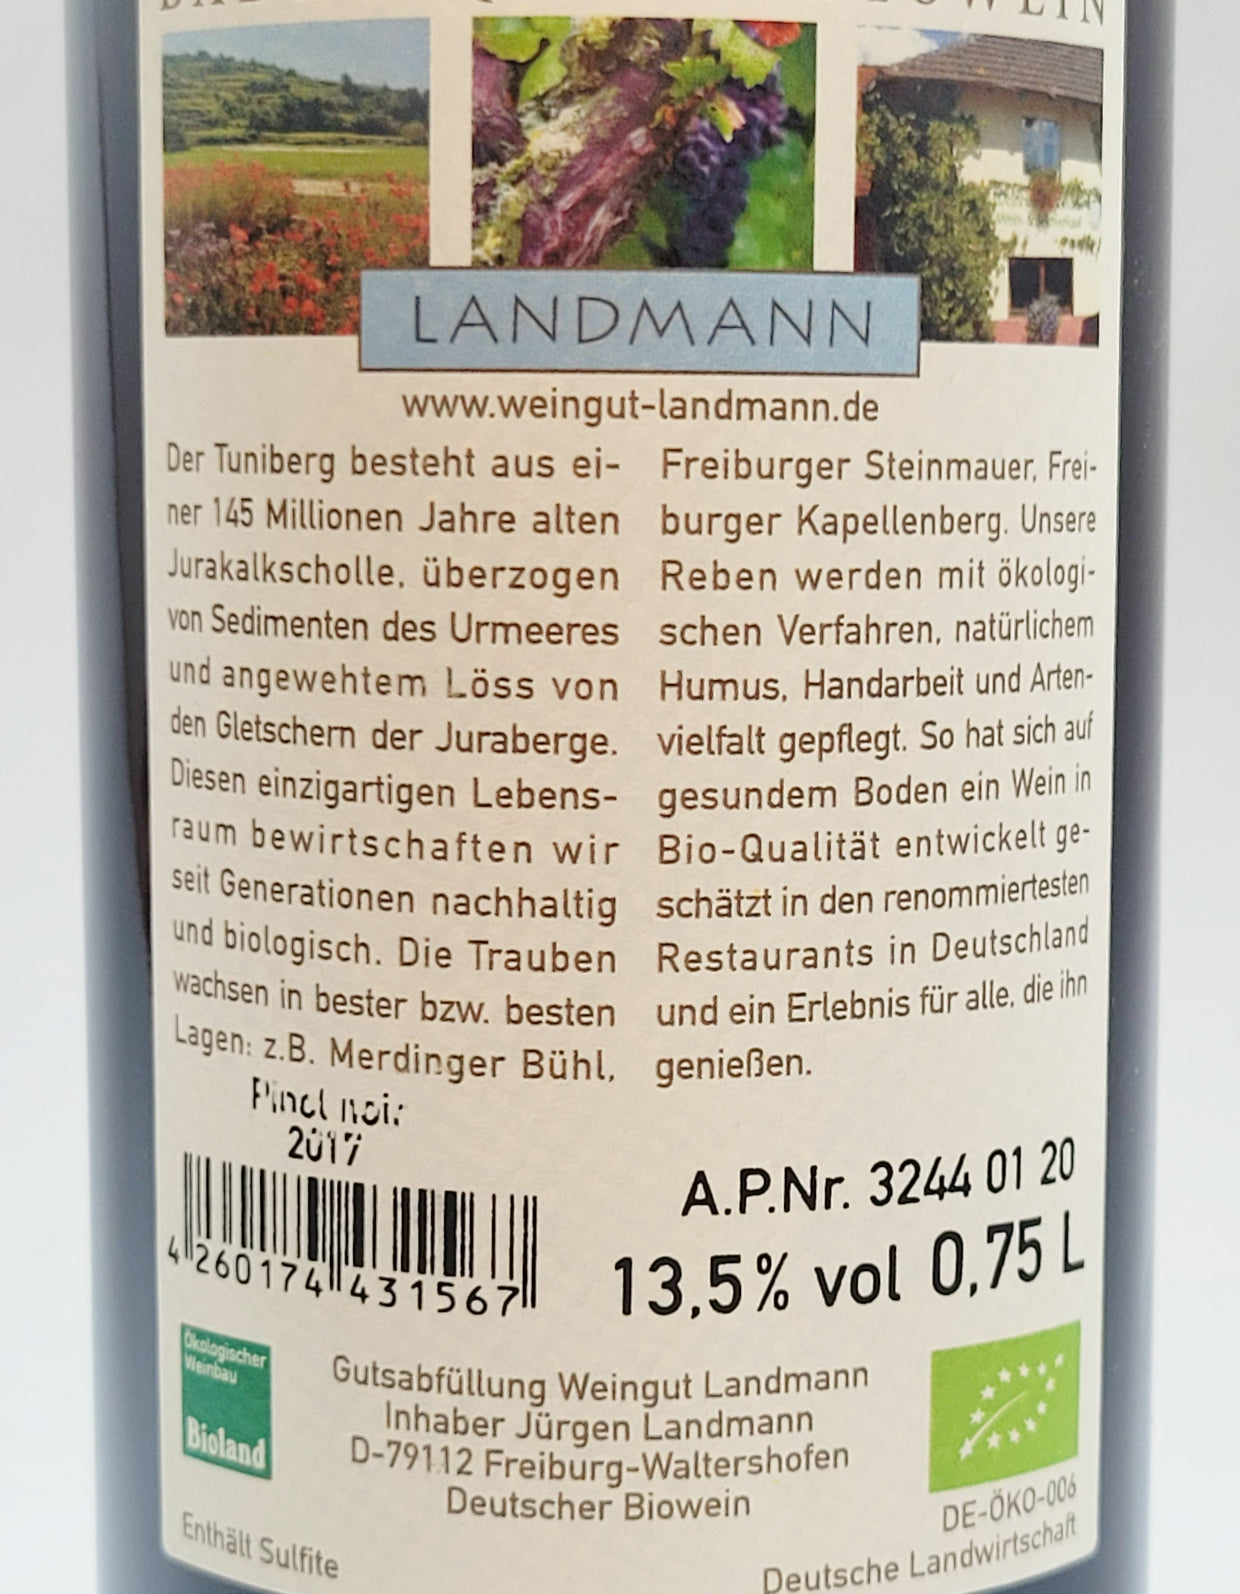 LANDMANN
www.weingut-landmann.de
Der Tuniberg besteht aus ei-
ner 145 Millionen Jahre alten
Jurakalkscholle, überzogen
von Sedimenten des Urmeeres
und angewehtem Löss von
den Gletschern der Juraberge.
Diesen einzigartigen Lebens-
raum bewirtschaften wir
seit Generationen nachhaltig
und biologisch. Die Trauben
wachsen in bester bzw. besten
Lagen: z.B. Merdinger Bühl,
Freiburger Steinmauer, Frei-
burger Kapellenberg. Unsere
Reben werden mit ökologi-
schen Verfahren, natürlichem
Humus, Handarbeit und Arten-
vielfalt gepflegt. So hat sich auf
gesundem Boden ein Wein in
Bio-Qualität entwickelt ge-
schätzt in den renommiertesten
Restaurants in Deutschland
und ein Erlebnis für alle, die ihn
genießen.
Pinot noir
2017
4 260174 431567
A.P.Nr. 3244 01 20
13,5% vol 0,75 L
Ökologischer
Weinbau
Bioland
Gutsabfüllung Weingut Landmann
Inhaber Jürgen Landmann
D-79112 Freiburg-Waltershofen
Deutscher Biowein
DE-ÖKO-006
Deutsche Landwirtschaft
Enthält Sulfite